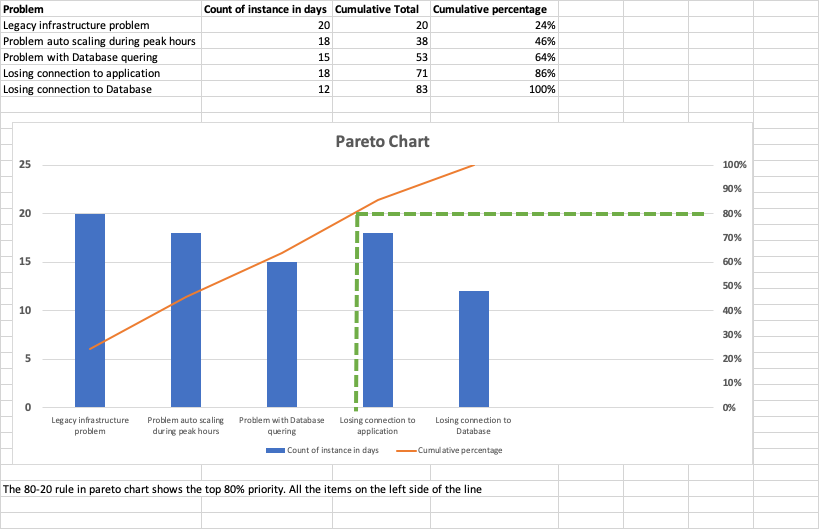 Problem Count of instance in days Cumulative Total Cumulative percentage
Legacy infrastructure problem 20 20 24%
Problem auto scaling during peak hours 18 38 46%
Problem with Database quering 15 53 64%
Losing connection to application 18 71 86%
Losing connection to Database 12 83 100%
Pareto Chart
25 100%
90%
20 80%
70%
15 60%
50%
10 40%
30%
5 20%
10%
0 0%
Legacy infrastructure Problem auto scaling Problem with Database Losing connection to Losing connection to
problem during peak hours quering application Database
Count of instance in days Cumulative percentage
The 80-20 rule in pareto chart shows the top 80% priority. All the items on the left side of the line